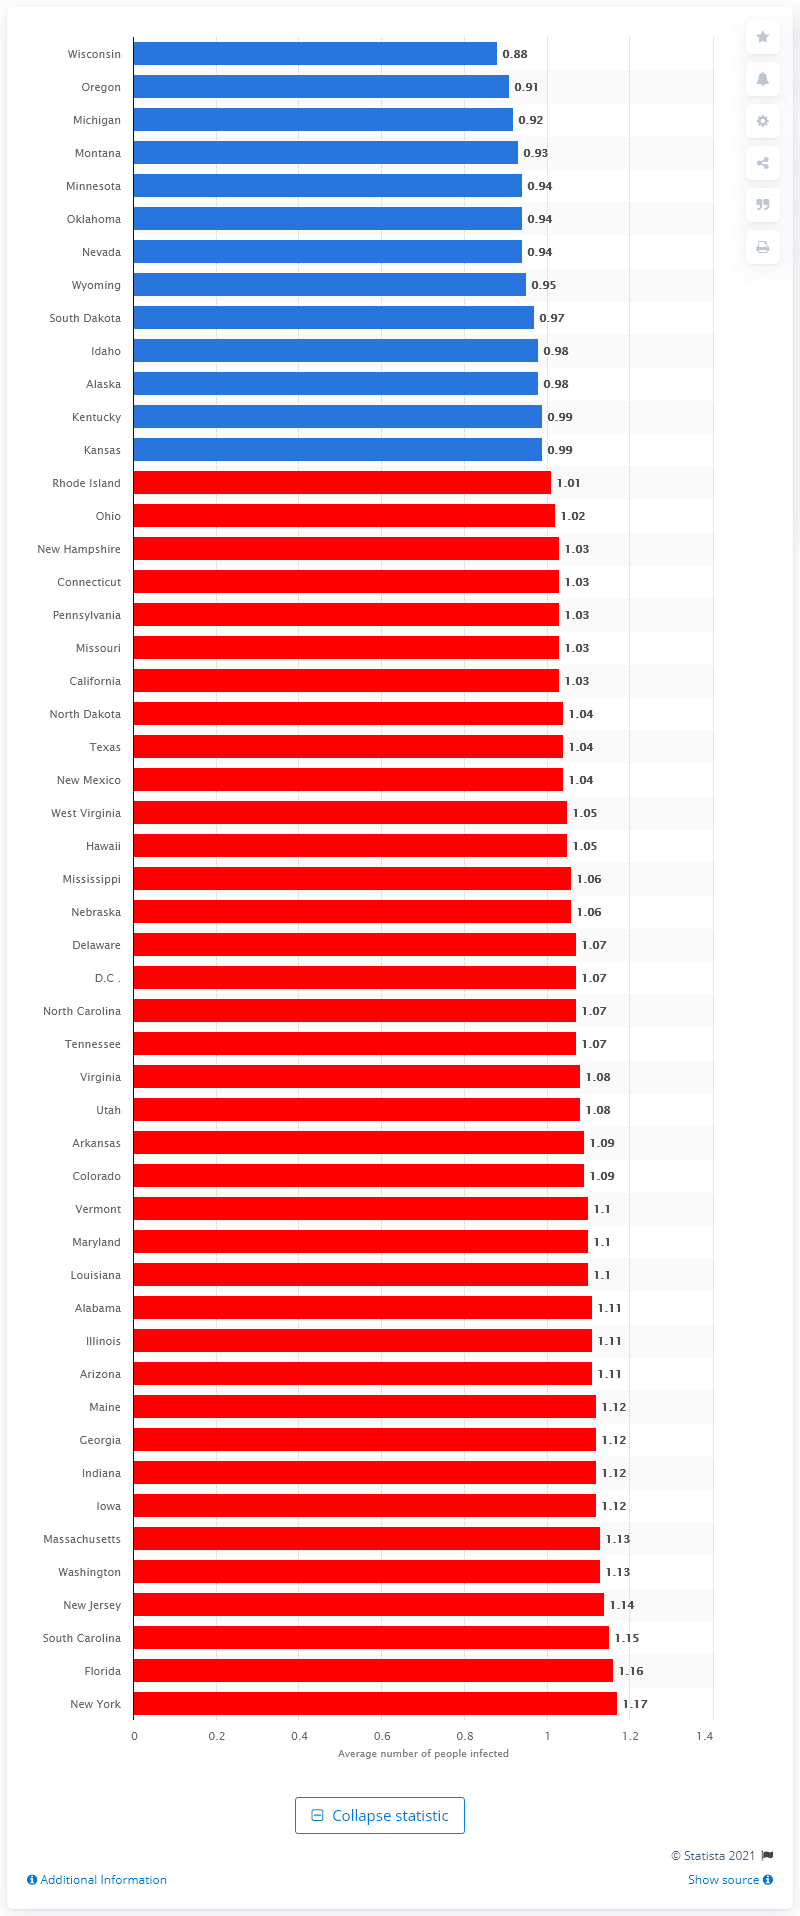 Wisconsin 0.88
Oregon 0.91
Michigan 0.92
Montana 0.93
Minnesota 0.94
Oklahoma 0.94
Nevada 0.94
Wyoming 0.95
South Dakota 0.97
Idaho 0.98
Alaska 0.98
Kentucky 0.99
Kansas 0.99
Rhode Island 1.01
Ohio 1.02
New Hampshire 1.03
Connecticut 1.03
Pennsylvania 1.03
Missouri 1.03
California 1.03
North Dakota 1.04
Texas 1.04
New Mexico 1.04
West Virginia 1.05
Hawaii 1.05
Mississippi 1.06
Nebraska 1.06
Delaware 1.07
D.C . 1.07
North Carolina 1.07
Tennessee 1.07
Virginia 1.08
Utah 1.08
Arkansas 1.09
Colorado 1.09
Vermont 1.1
Maryland 1.1
Louisiana 1.1
Alabama 1.11
Illinois 1.11
Arizona 1.11
Maine 1.12
Georgia 1.12
Indiana 1.12
Iowa 1.12
Massachusetts 1.13
Washington 1.13
New Jersey 1.14
South Carolina 1.15
Florida 1.16
New York 1.17
0 0.2 0.4 0.6 0.8 1 1.2 1.4
Average number of people infected
Collapse statistic
© Statista 2021
Additional Information Show source